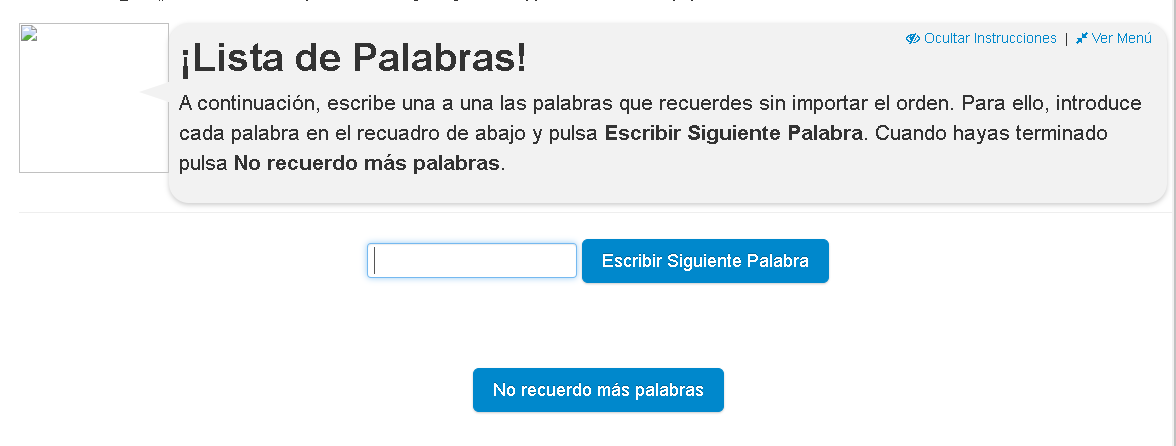 Ocultar Instrucciones | Ver Menú
¡Lista de Palabras!
A continuación, escribe una a una las palabras que recuerdes sin importar el orden. Para ello, introduce
cada palabra en el recuadro de abajo y pulsa Escribir Siguiente Palabra. Cuando hayas terminado
pulsa No recuerdo más palabras.
Escribir Siguiente Palabra
No recuerdo más palabras